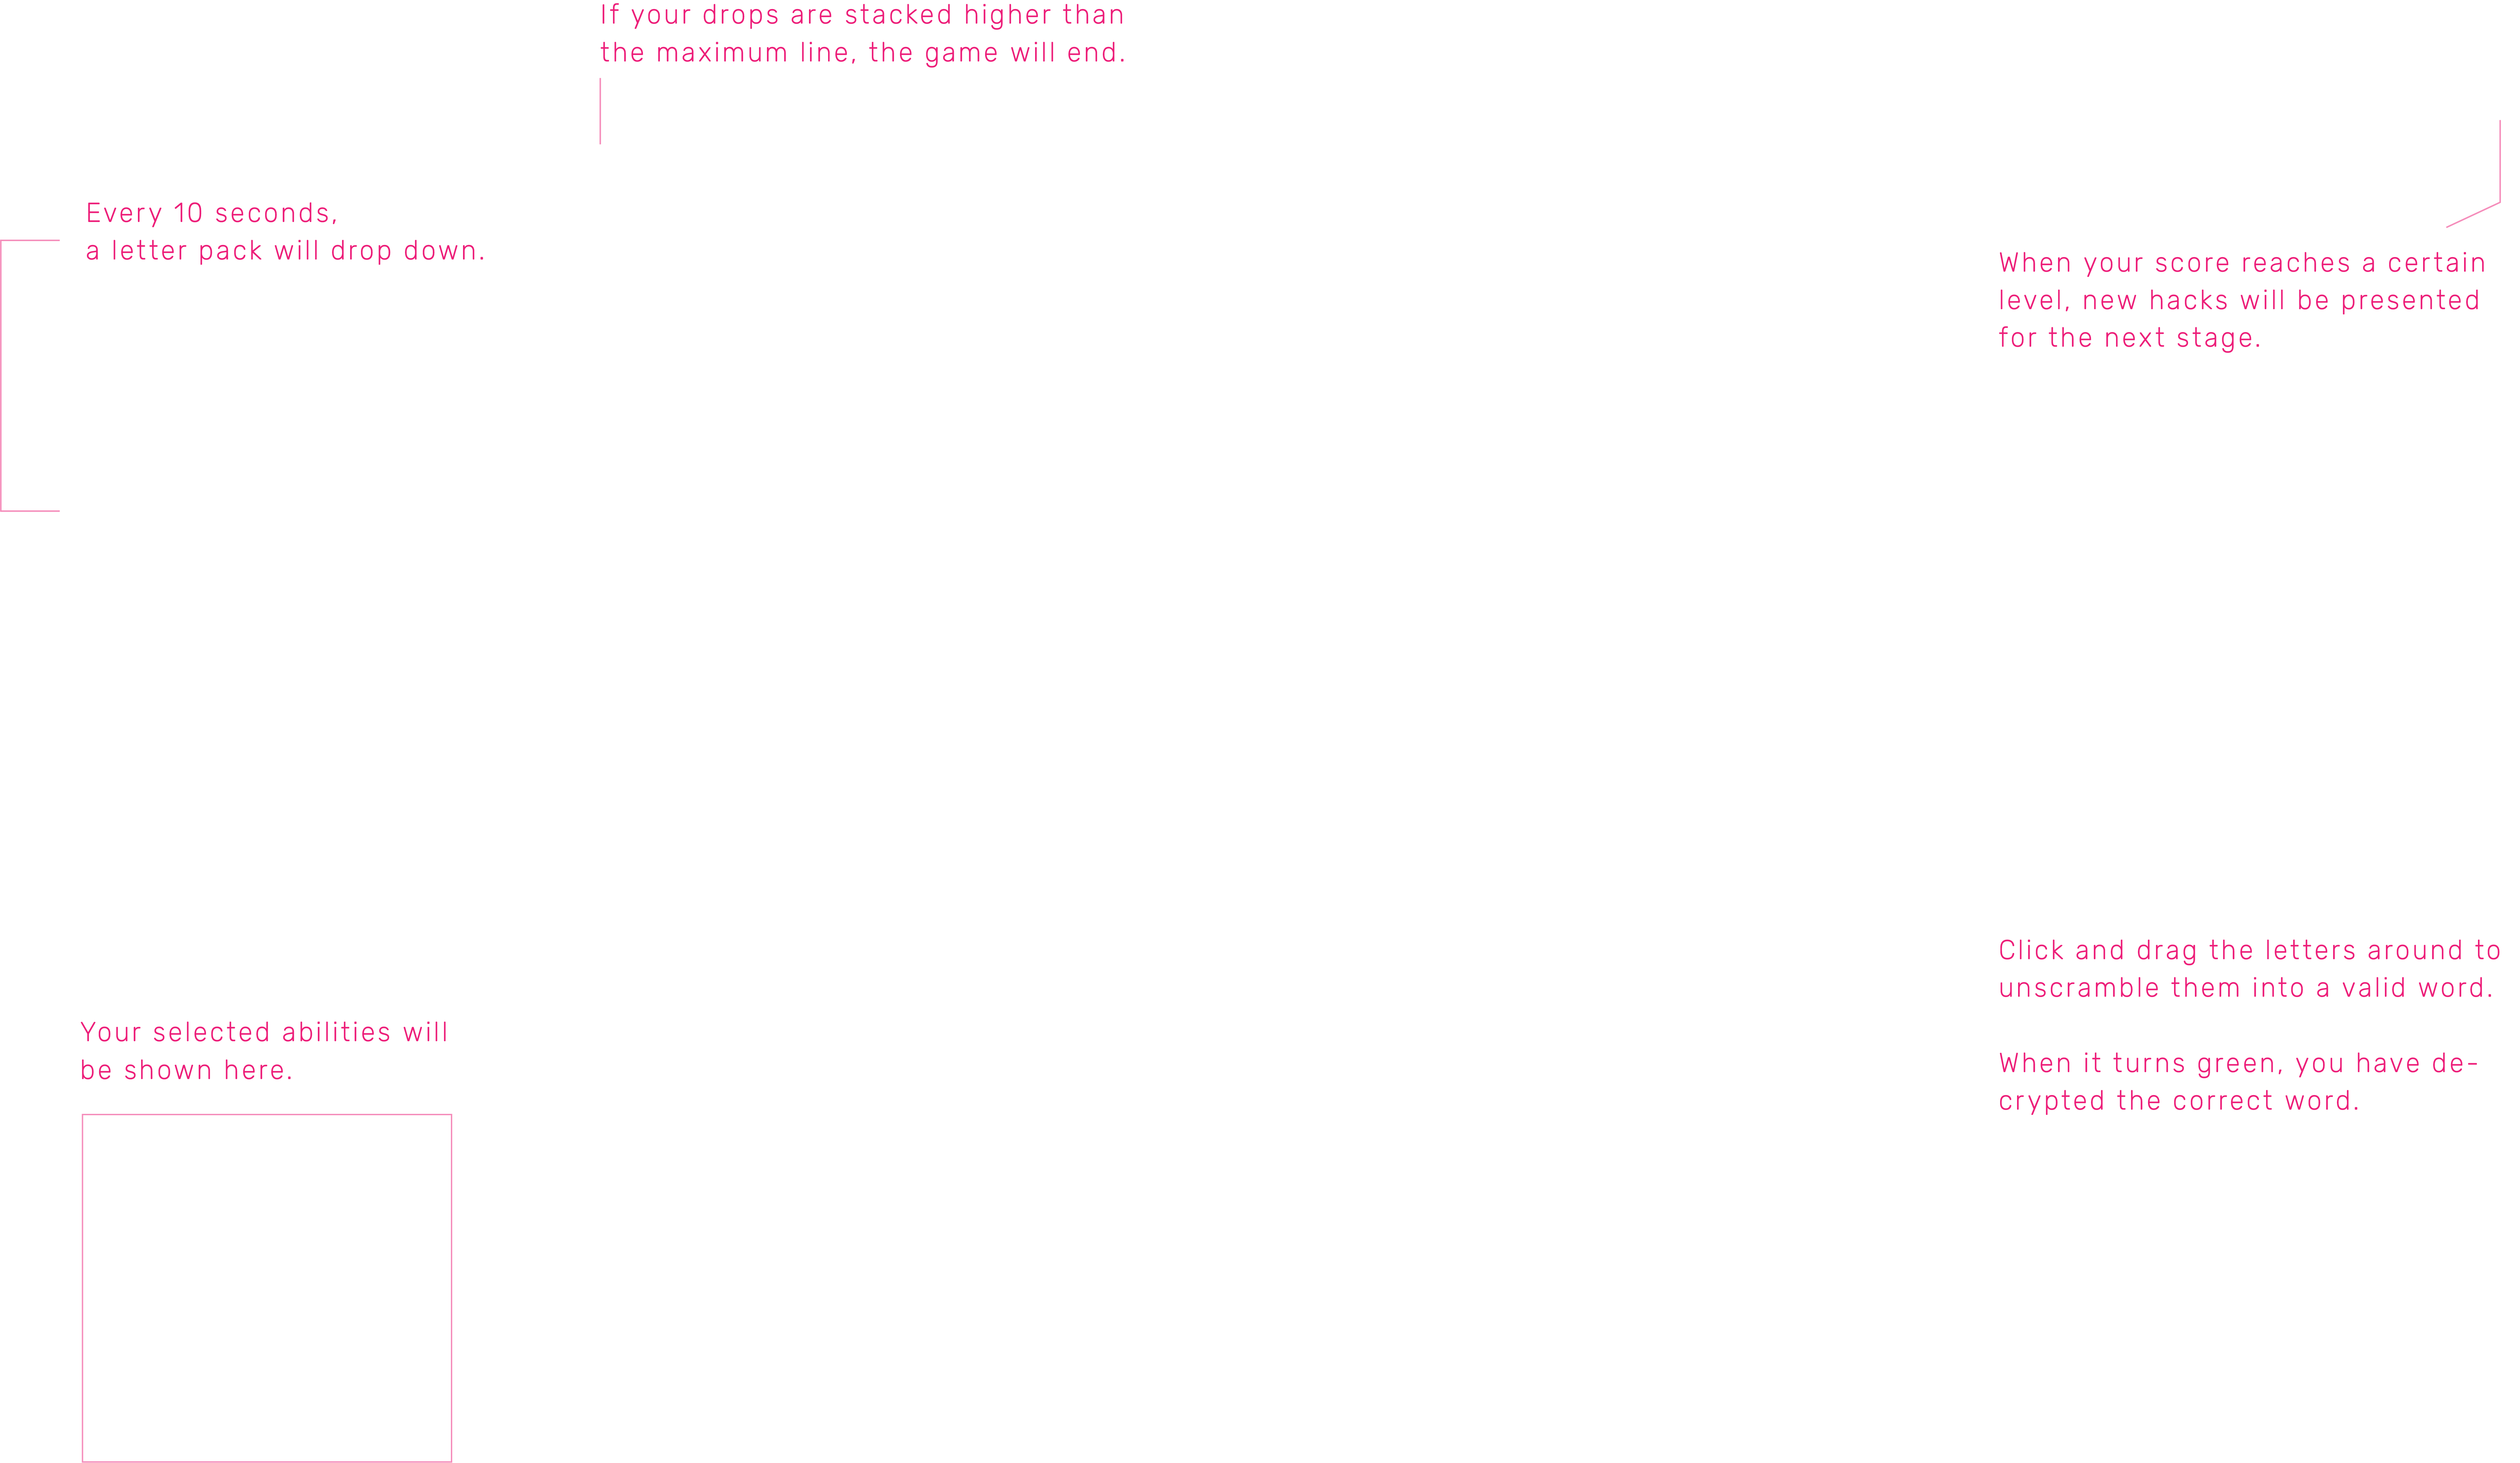 If your drops are stacked higher than
the maximum line, the game will end.
Every 10 seconds,
a letter pack will drop down.
When your score reaches a certain
level, new hacks will be presented
for the next stage.
Click and drag the letters around to
unscramble them into a valid word.
When it turns green, you have de-
crypted the correct word.
Your selected abilities will
be shown here.